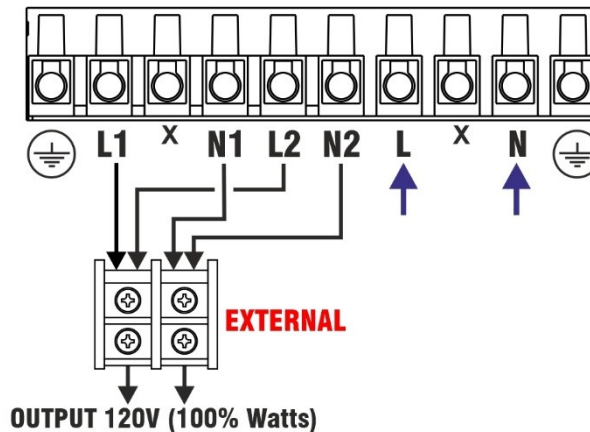 L1 X N1 L2 N2 L X N
EXTERNAL
OUTPUT 120V (100% Watts)